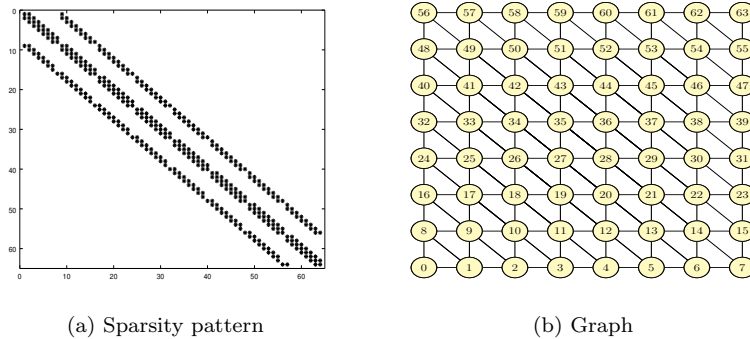 0
10
20
30
40
50
60
0 10 20 30 40 50 60
(a) Sparsity pattern
56 57 58 59 60 61 62 63
48 49 50 51 52 53 54 55
40 41 42 43 44 45 46 47
32 33 34 35 36 37 38 39
24 25 26 27 28 29 30 31
16 17 18 19 20 21 22 23
8 9 10 11 12 13 14 15
0 1 2 3 4 5 6 7
(b) Graph